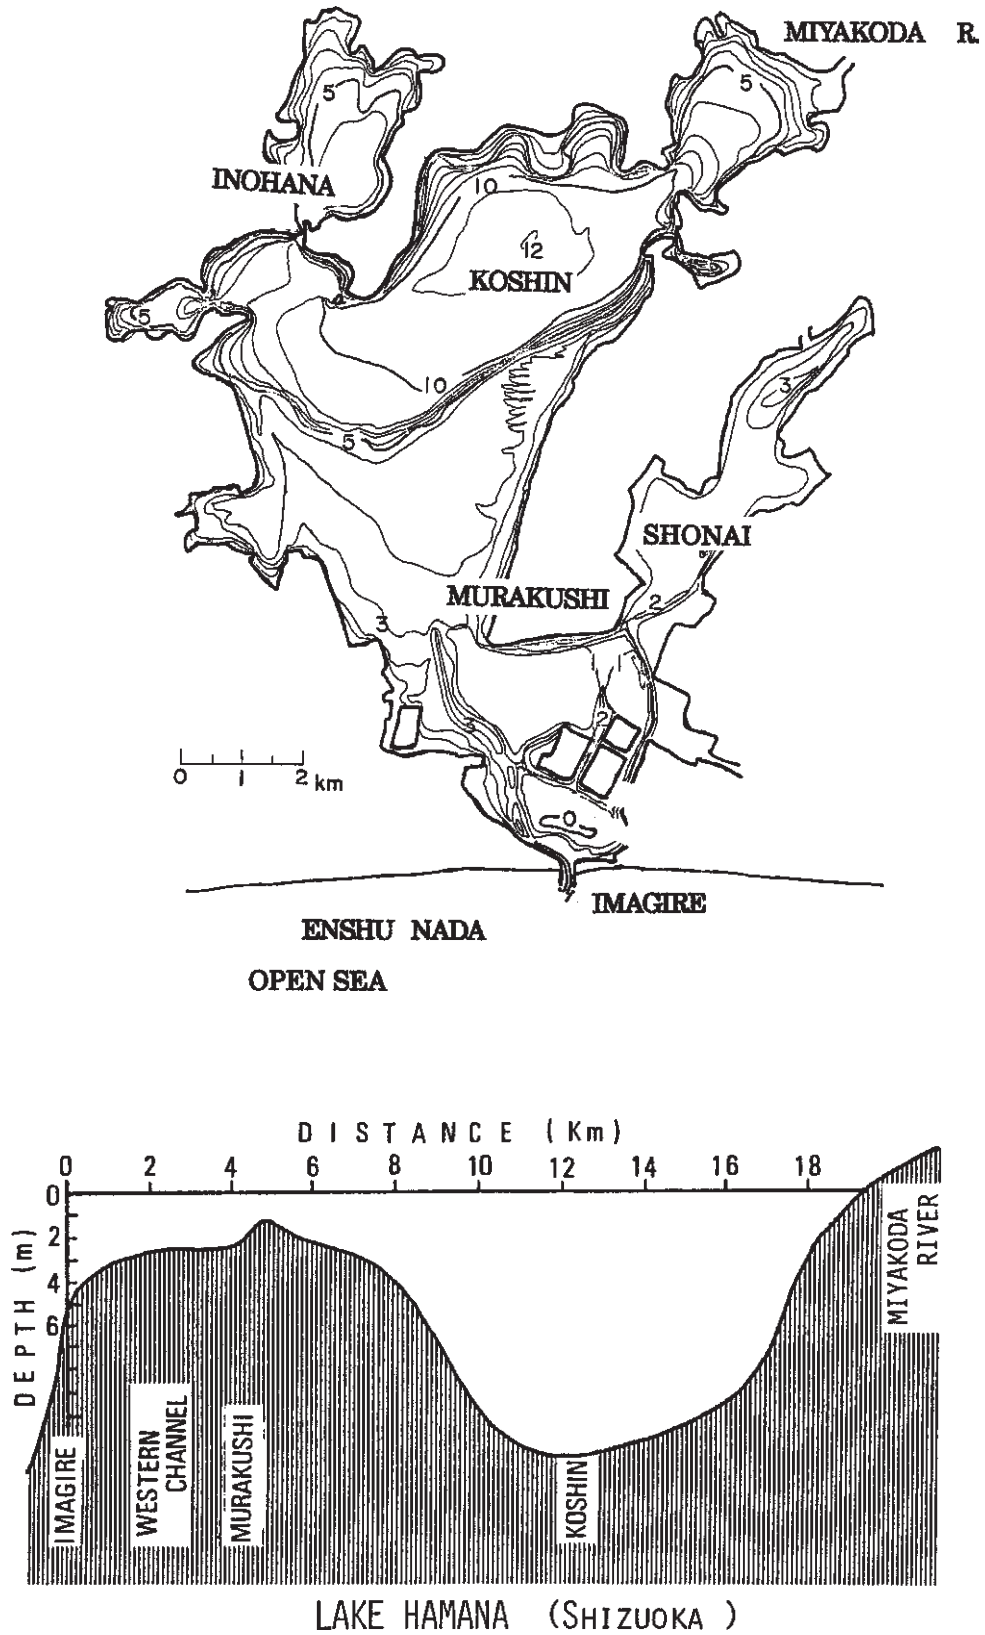 MIYAKODA R.
5
5
INOHANA
10
12
KOSHIN
5
10
3
5
SHONAI
MURAKUSHI
2
3
2
0 1 2 km
0
IMAGIRE
ENSHU NADA
OPEN SEA
DISTANCE (Km)
0 2 4 6 8 10 12 14 16 18
0
2
4
6
DEPTH (m)
IMAGIRE
WESTERN
CHANNEL
MURAKUSHI
KOSHIN
MIYAKODA
RIVER
LAKE HAMANA (SHIZUOKA)